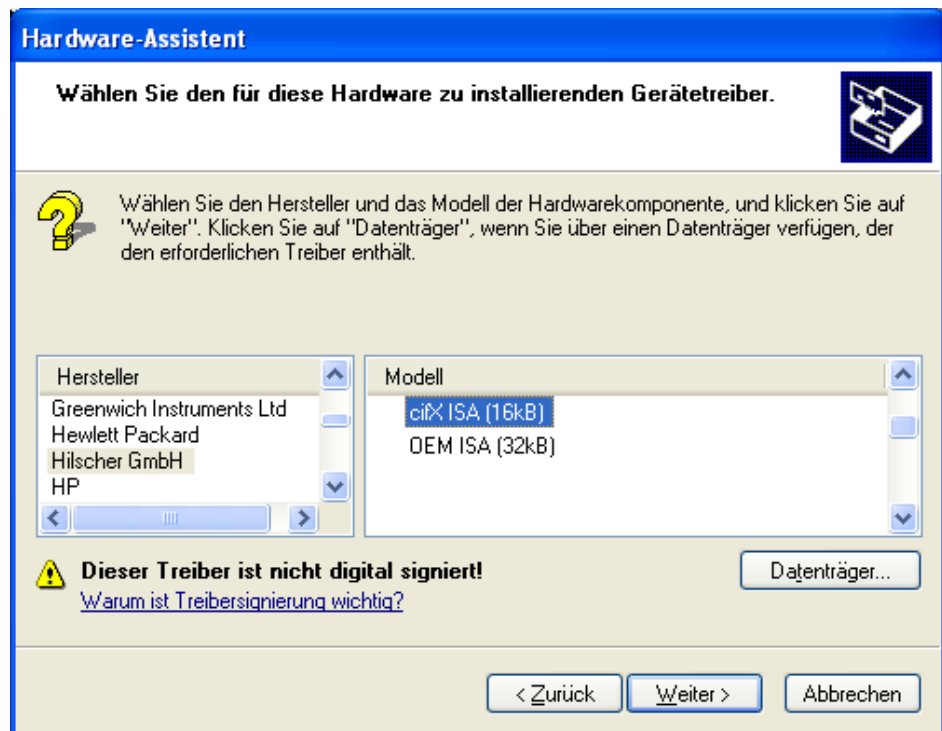 Hardware-Assistent
Wählen Sie den für diese Hardware zu installierenden Gerätetreiber.
Wählen Sie den Hersteller und das Modell der Hardwarekomponente, und klicken Sie auf
"Weiter". Klicken Sie auf "Datenträger", wenn Sie über einen Datenträger verfügen, der
den erforderlichen Treiber enthält.
Hersteller
Greenwich Instruments Ltd
Hewlett Packard
Hilscher GmbH
HP
Modell
cifX ISA (16kB)
OEM ISA (32kB)
Dieser Treiber ist nicht digital signiert!
Datenträger...
Warum ist Treibersignierung wichtig?
< Zurück
Weiter >
Abbrechen